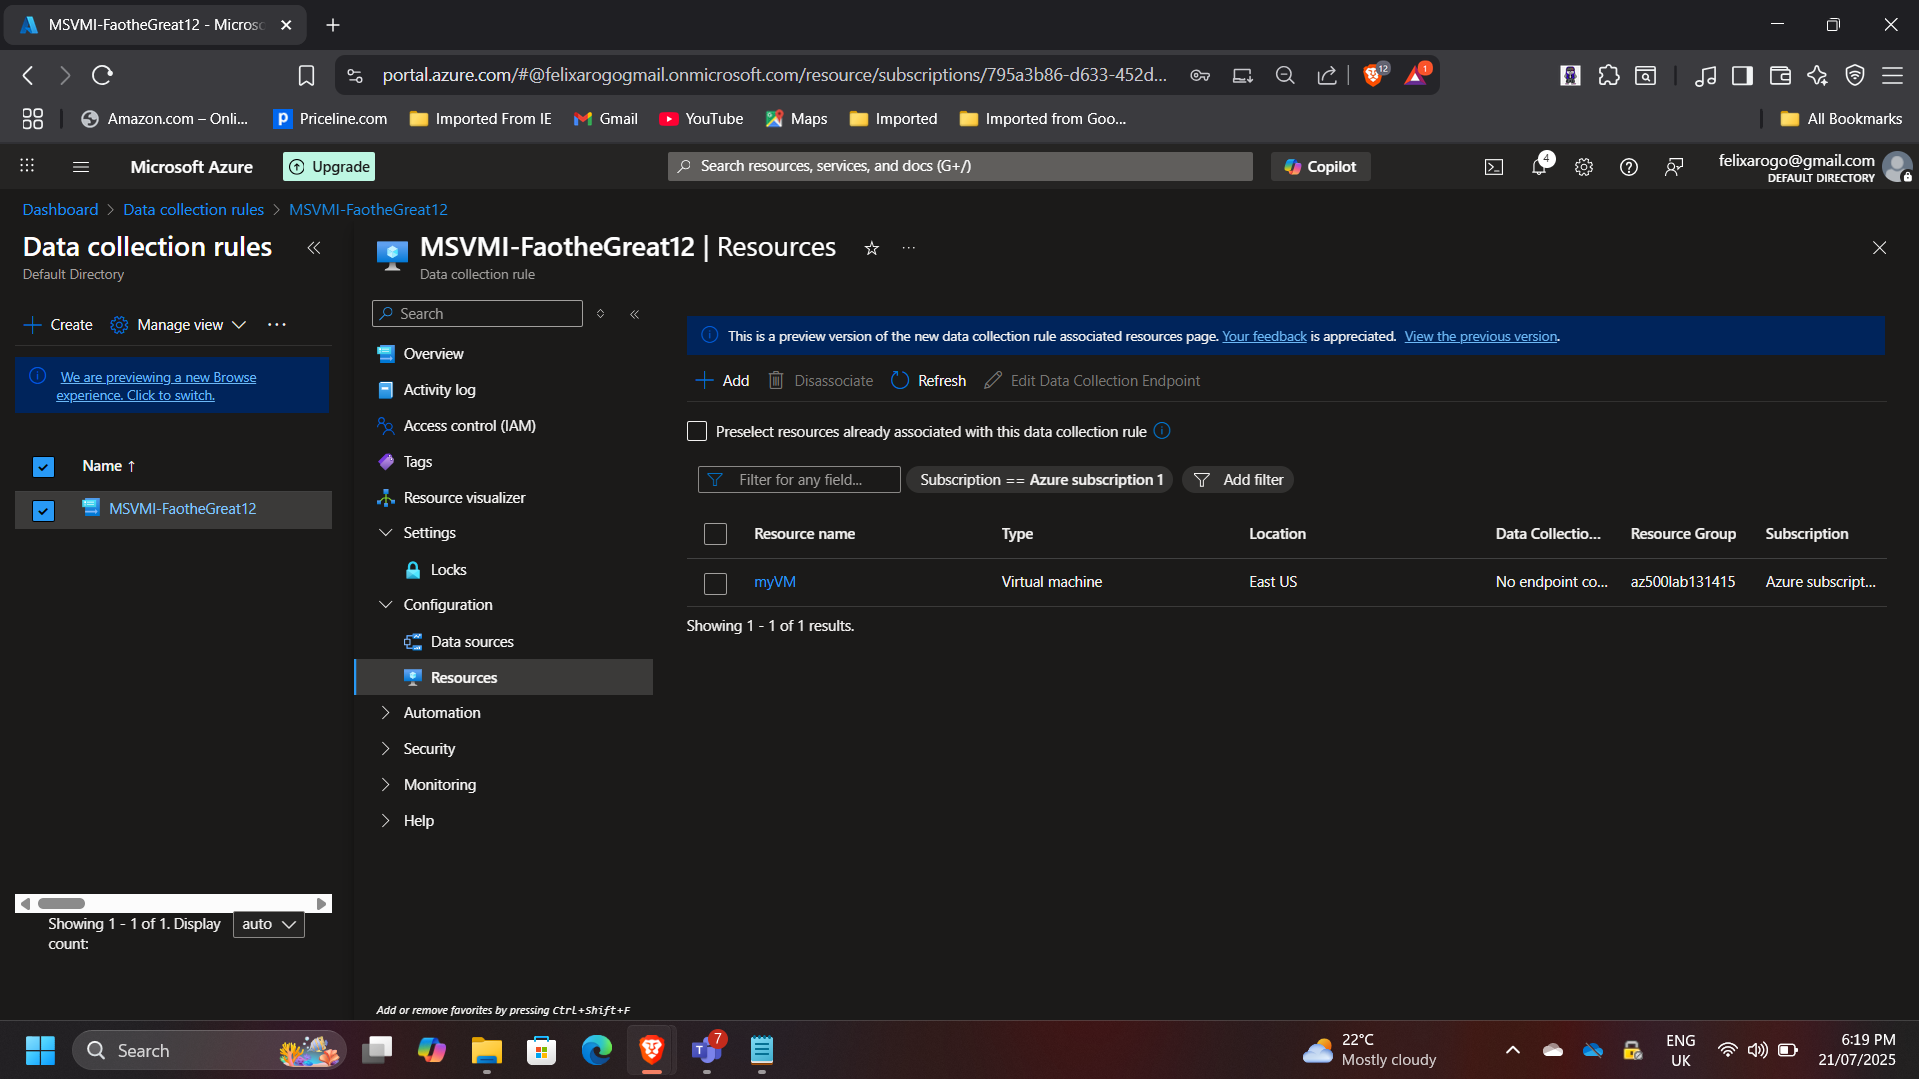 MSVMI-FaotheGreat12 - Microso
portal.azure.com/#@felixarogogmail.onmicrosoft.com/resource/subscriptions/795a3b86-d633-452d...
12
1
Amazon.com – Onli...
Priceline.com
Imported From IE
Gmail
YouTube
Maps
Imported
Imported from Goo...
All Bookmarks
Microsoft Azure
Upgrade
Search resources, services, and docs (G+/)
Copilot
4
felixarogo@gmail.com
DEFAULT DIRECTORY
Dashboard > Data collection rules > MSVMI-FaotheGreat12
Data collection rules
Default Directory
Create
Manage view
We are previewing a new Browse
experience. Click to switch.
Name ↑
MSVMI-FaotheGreat12
Showing 1 - 1 of 1. Display
count:
auto
MSVMI-FaotheGreat12 | Resources
Data collection rule
Search
Overview
Activity log
Access control (IAM)
Tags
Resource visualizer
Settings
Locks
Configuration
Data sources
Resources
Automation
Security
Monitoring
Help
Add or remove favorites by pressing Ctrl+Shift+F
This is a preview version of the new data collection rule associated resources page. Your feedback is appreciated. View the previous version.
Add
Disassociate
Refresh
Edit Data Collection Endpoint
Preselect resources already associated with this data collection rule
Filter for any field...
Subscription == Azure subscription 1
Add filter
Resource name Type Location Data Collectio... Resource Group Subscription
myVM Virtual machine East US No endpoint co... az500lab131415 Azure subscript...
Showing 1 - 1 of 1 results.
Search
7
22°C
Mostly cloudy
ENG
UK
6:19 PM
21/07/2025